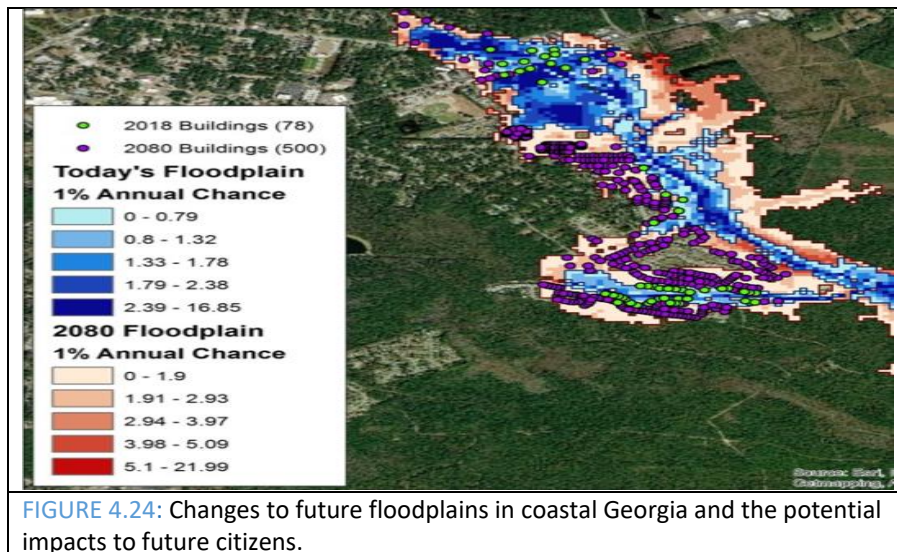 2018 Buildings (78)
2080 Buildings (500)
Today's Floodplain
1% Annual Chance
0 - 0.79
0.8 - 1.32
1.33 - 1.78
1.79 - 2.38
2.39 - 16.85
2080 Floodplain
1% Annual Chance
0 - 1.9
1.91 - 2.93
2.94 - 3.97
3.98 - 5.09
5.1 - 21.99
Source: Esri,
Getmapping,
FIGURE 4.24: Changes to future floodplains in coastal Georgia and the potential
impacts to future citizens.